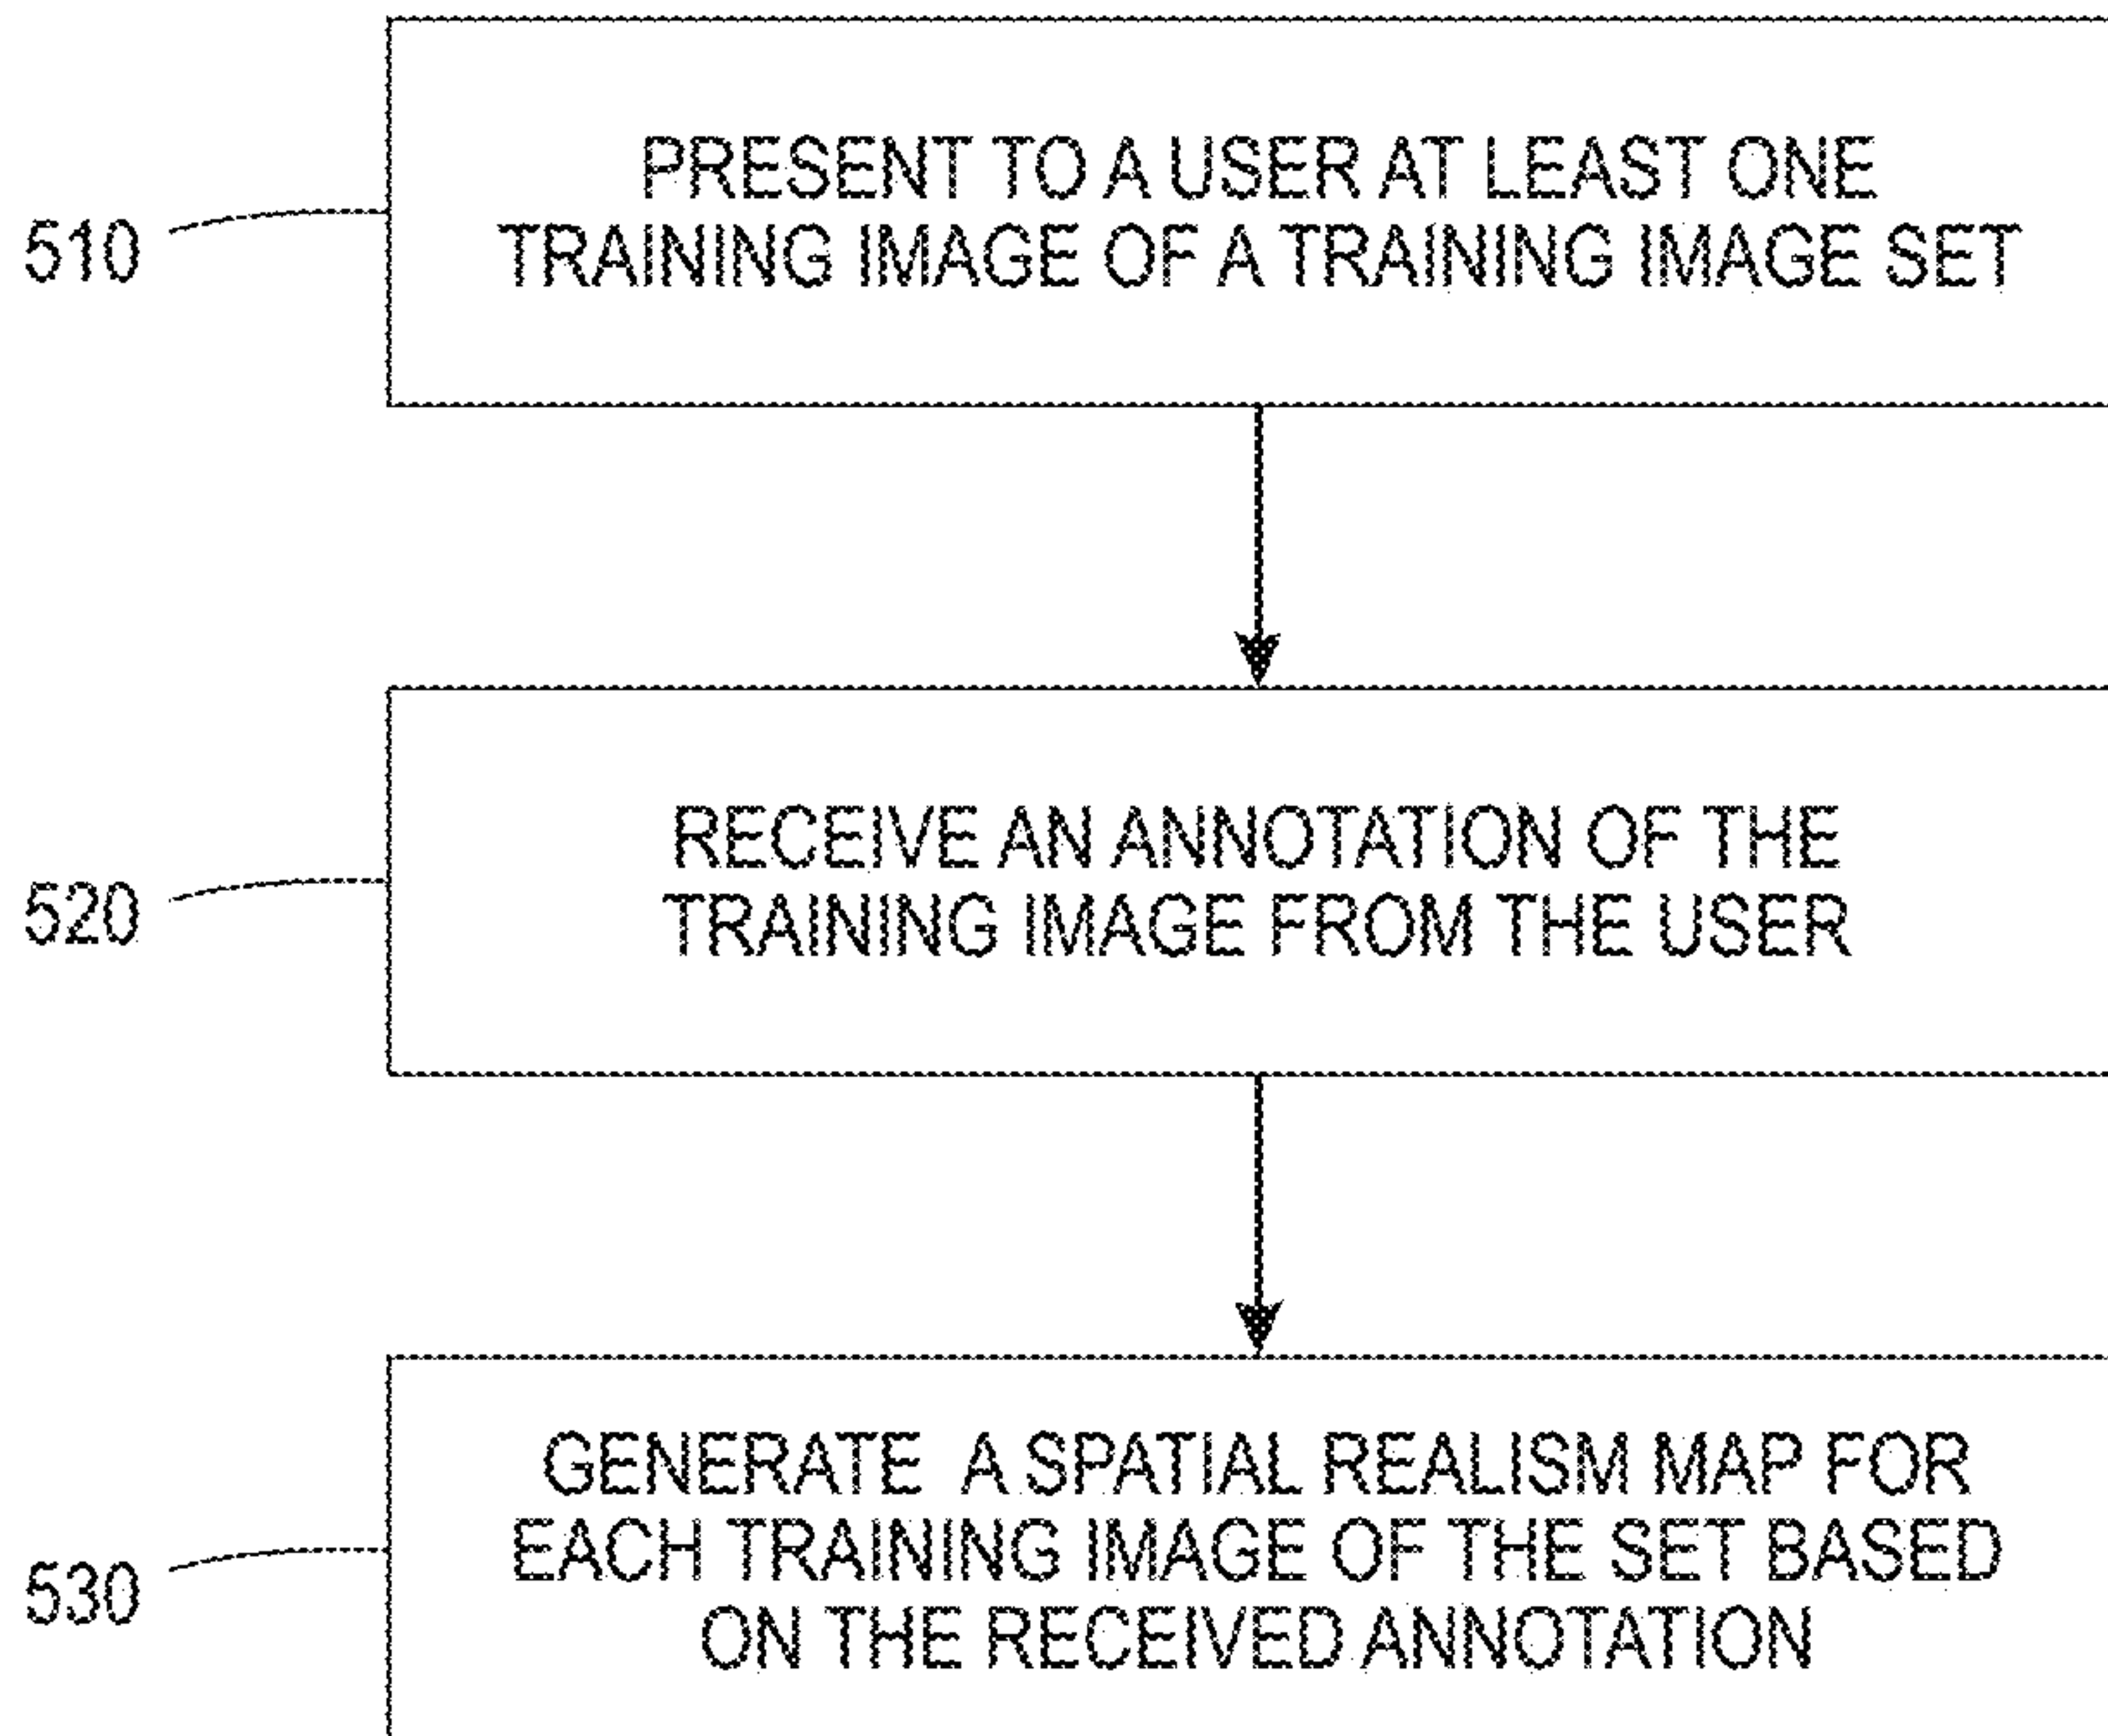 510
PRESENT TO A USER AT LEAST ONE
TRAINING IMAGE OF A TRAINING IMAGE SET
520
RECEIVE AN ANNOTATION OF THE
TRAINING IMAGE FROM THE USER
530
GENERATE A SPATIAL REALISM MAP FOR
EACH TRAINING IMAGE OF THE SET BASED
ON THE RECEIVED ANNOTATION